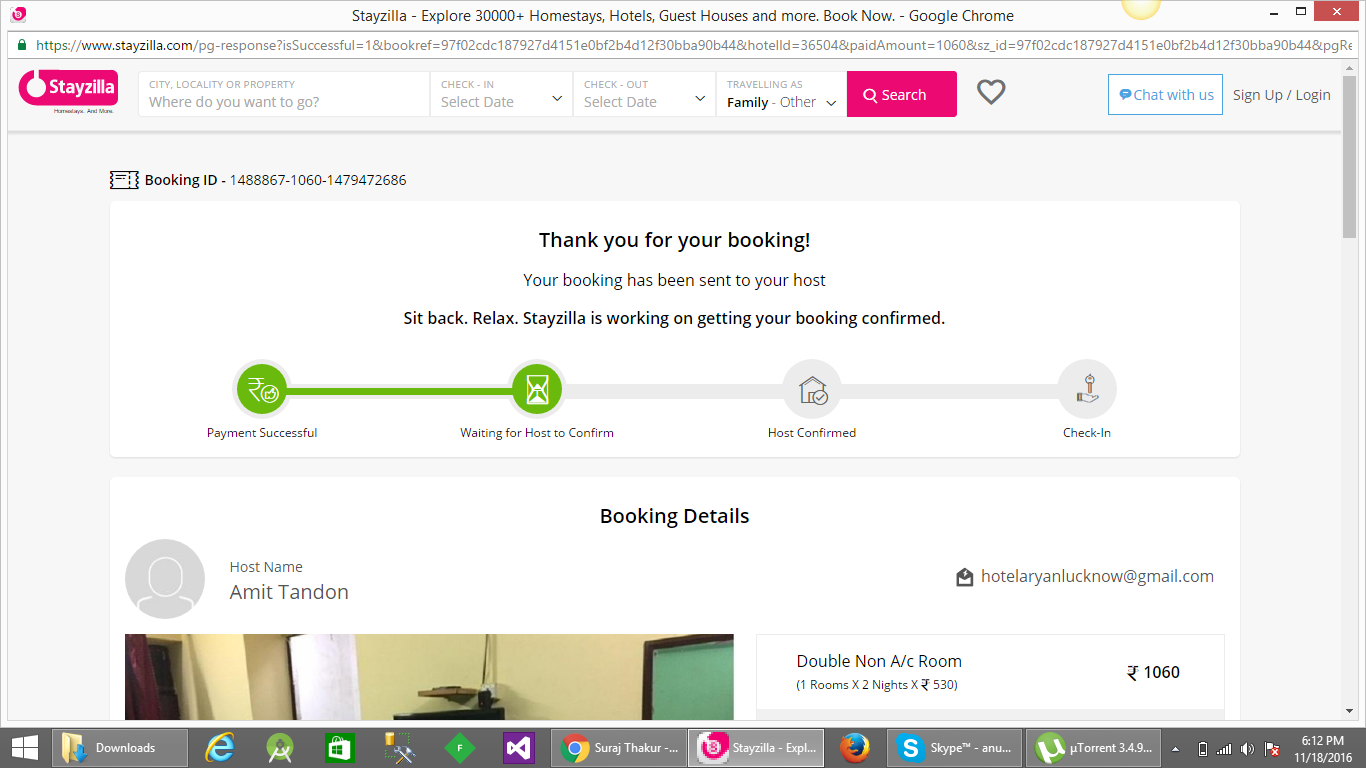 Stayzilla - Explore 30000+ Homestays, Hotels, Guest Houses and more. Book Now. - Google Chrome
https://www.stayzilla.com/pg-response?isSuccessful=1&bookref=97f02cdc187927d4151e0bf2b4d12f30bba90b44&hotelId=36504&paidAmount=1060&sz_id=97f02cdc187927d4151e0bf2b4d12f30bba90b44&pgRe
Stayzilla
Homestays. And More.
CITY, LOCALITY OR PROPERTY
Where do you want to go?
CHECK - IN
Select Date
CHECK - OUT
Select Date
TRAVELLING AS
Family - Other
Search
Chat with us
Sign Up / Login
Booking ID - 1488867-1060-1479472686
Thank you for your booking!
Your booking has been sent to your host
Sit back. Relax. Stayzilla is working on getting your booking confirmed.
Payment Successful
Waiting for Host to Confirm
Host Confirmed
Check-In
Booking Details
Host Name
Amit Tandon
hotelaryanlucknow@gmail.com
Double Non A/c Room
(1 Rooms X 2 Nights X ₹ 530)
₹ 1060
Downloads
Suraj Thakur -...
Stayzilla - Expl...
Skype™ - anu...
µTorrent 3.4.9...
6:12 PM
11/18/2016